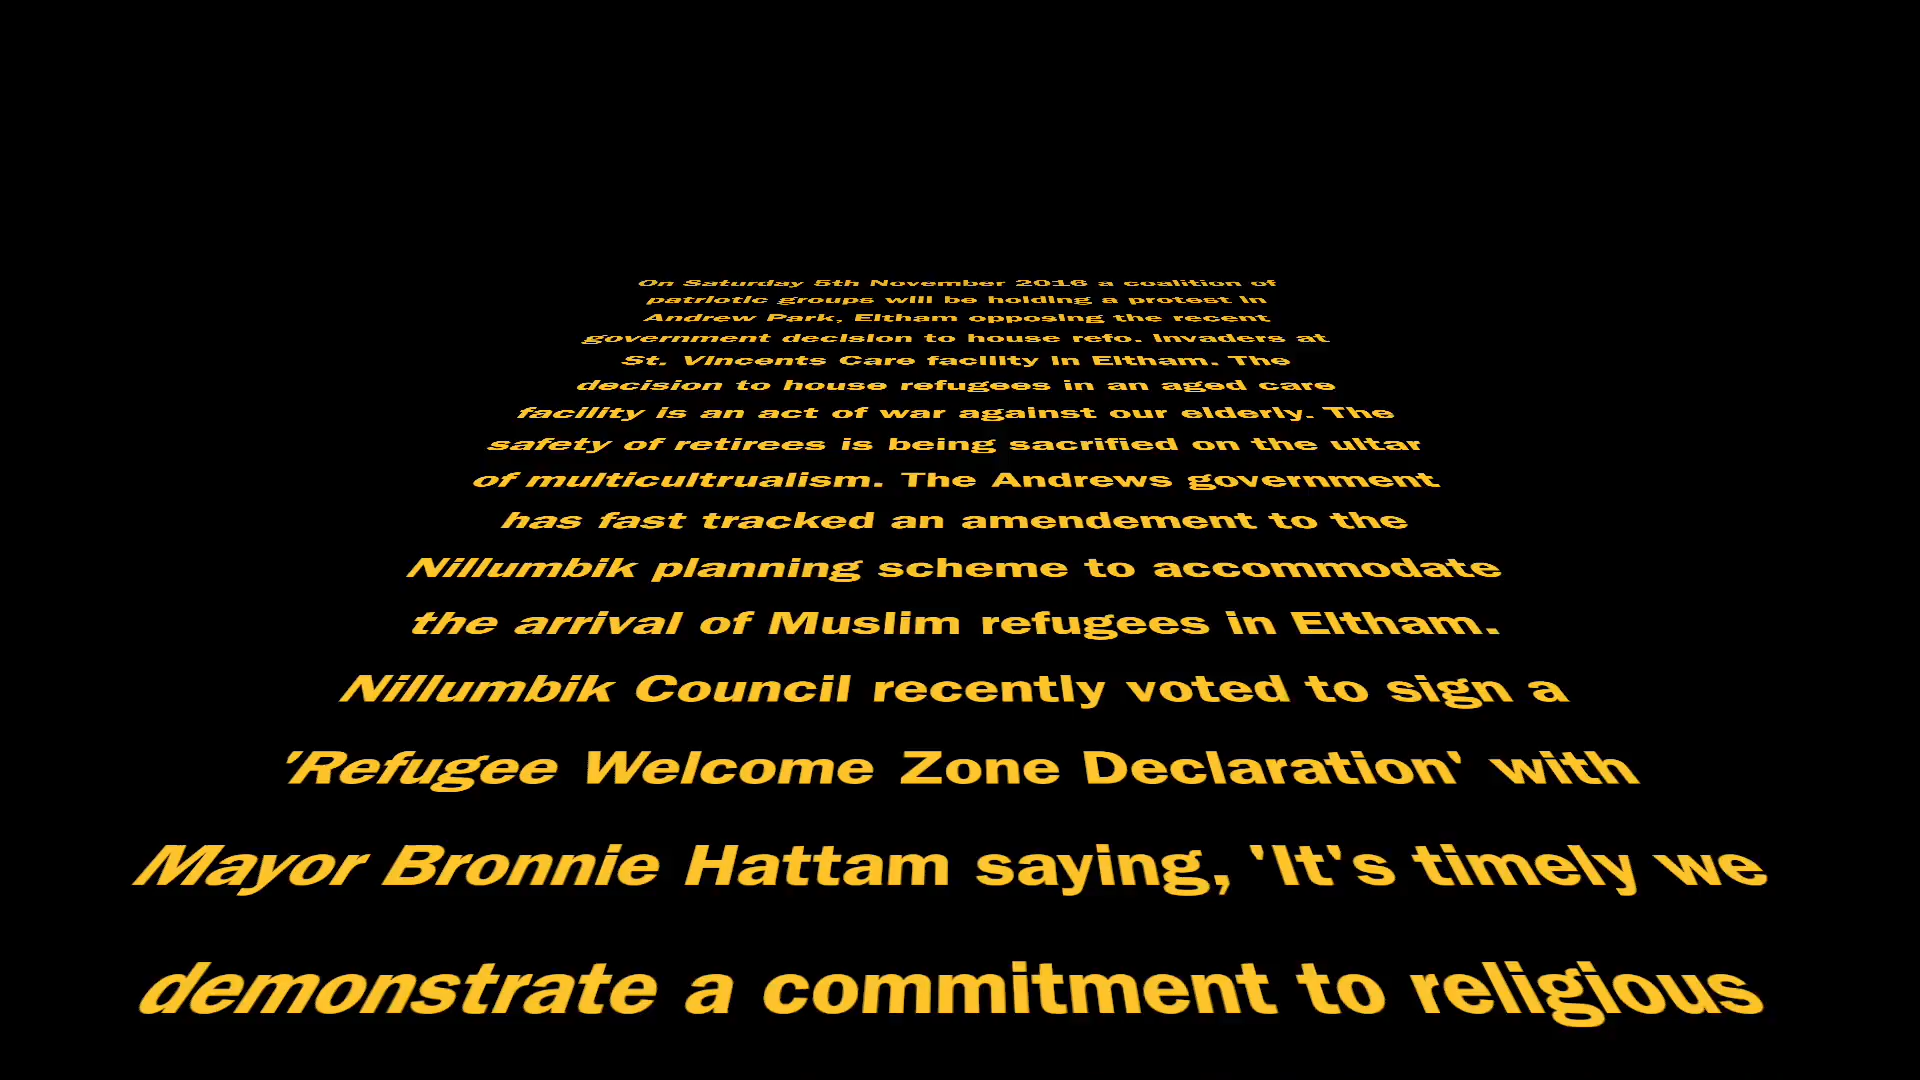 On Saturday 5th November 2016 a coalition of
patriotic groups will be holding a protest in
Andrew Park, Eltham opposing the recent
government decision to house refo. invaders at
St. Vincents Care facility in Eltham. The
decision to house refugees in an aged care
facility is an act of war against our elderly. The
safety of retirees is being sacrified on the ultar
of multicultrualism. The Andrews government
has fast tracked an amendement to the
Nillumbik planning scheme to accommodate
the arrival of Muslim refugees in Eltham.
Nillumbik Council recently voted to sign a
'Refugee Welcome Zone Declaration' with
Mayor Bronnie Hattam saying, 'It's timely we
demonstrate a commitment to religious